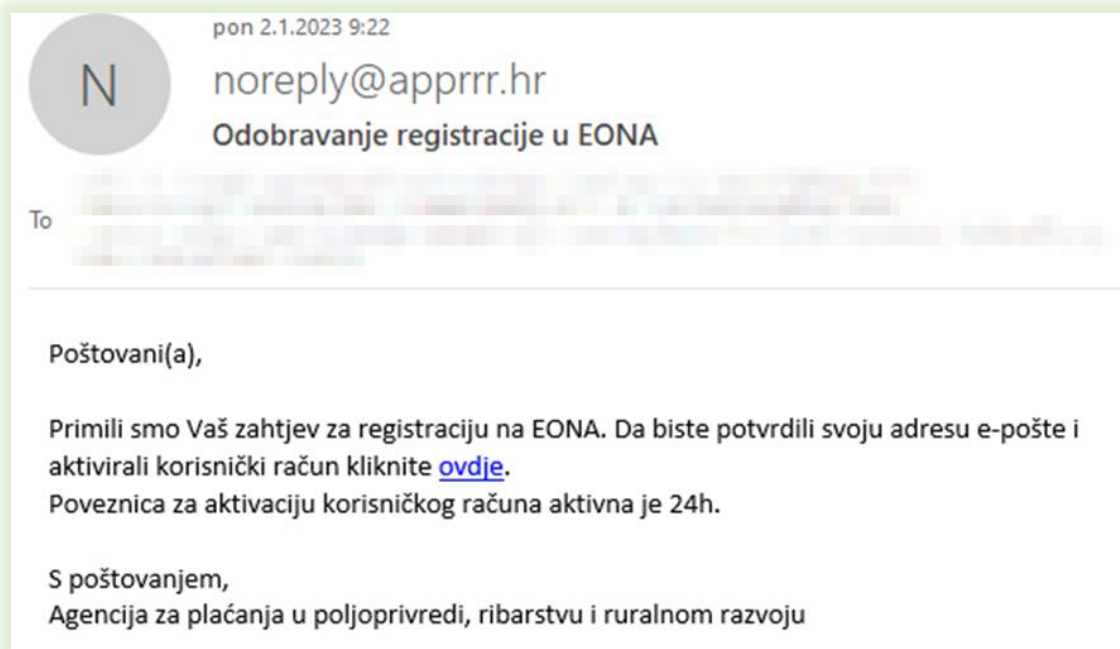 pon 2.1.2023 9:22
N
noreply@apprrr.hr
Odobravanje registracije u EONA
To
Poštovani(a),
Primili smo Vaš zahtjev za registraciju na EONA. Da biste potvrdili svoju adresu e-pošte i
aktivirali korisnički račun kliknite ovdje.
Poveznica za aktivaciju korisničkog računa aktivna je 24h.
S poštovanjem,
Agencija za plaćanja u poljoprivredi, ribarstvu i ruralnom razvoju